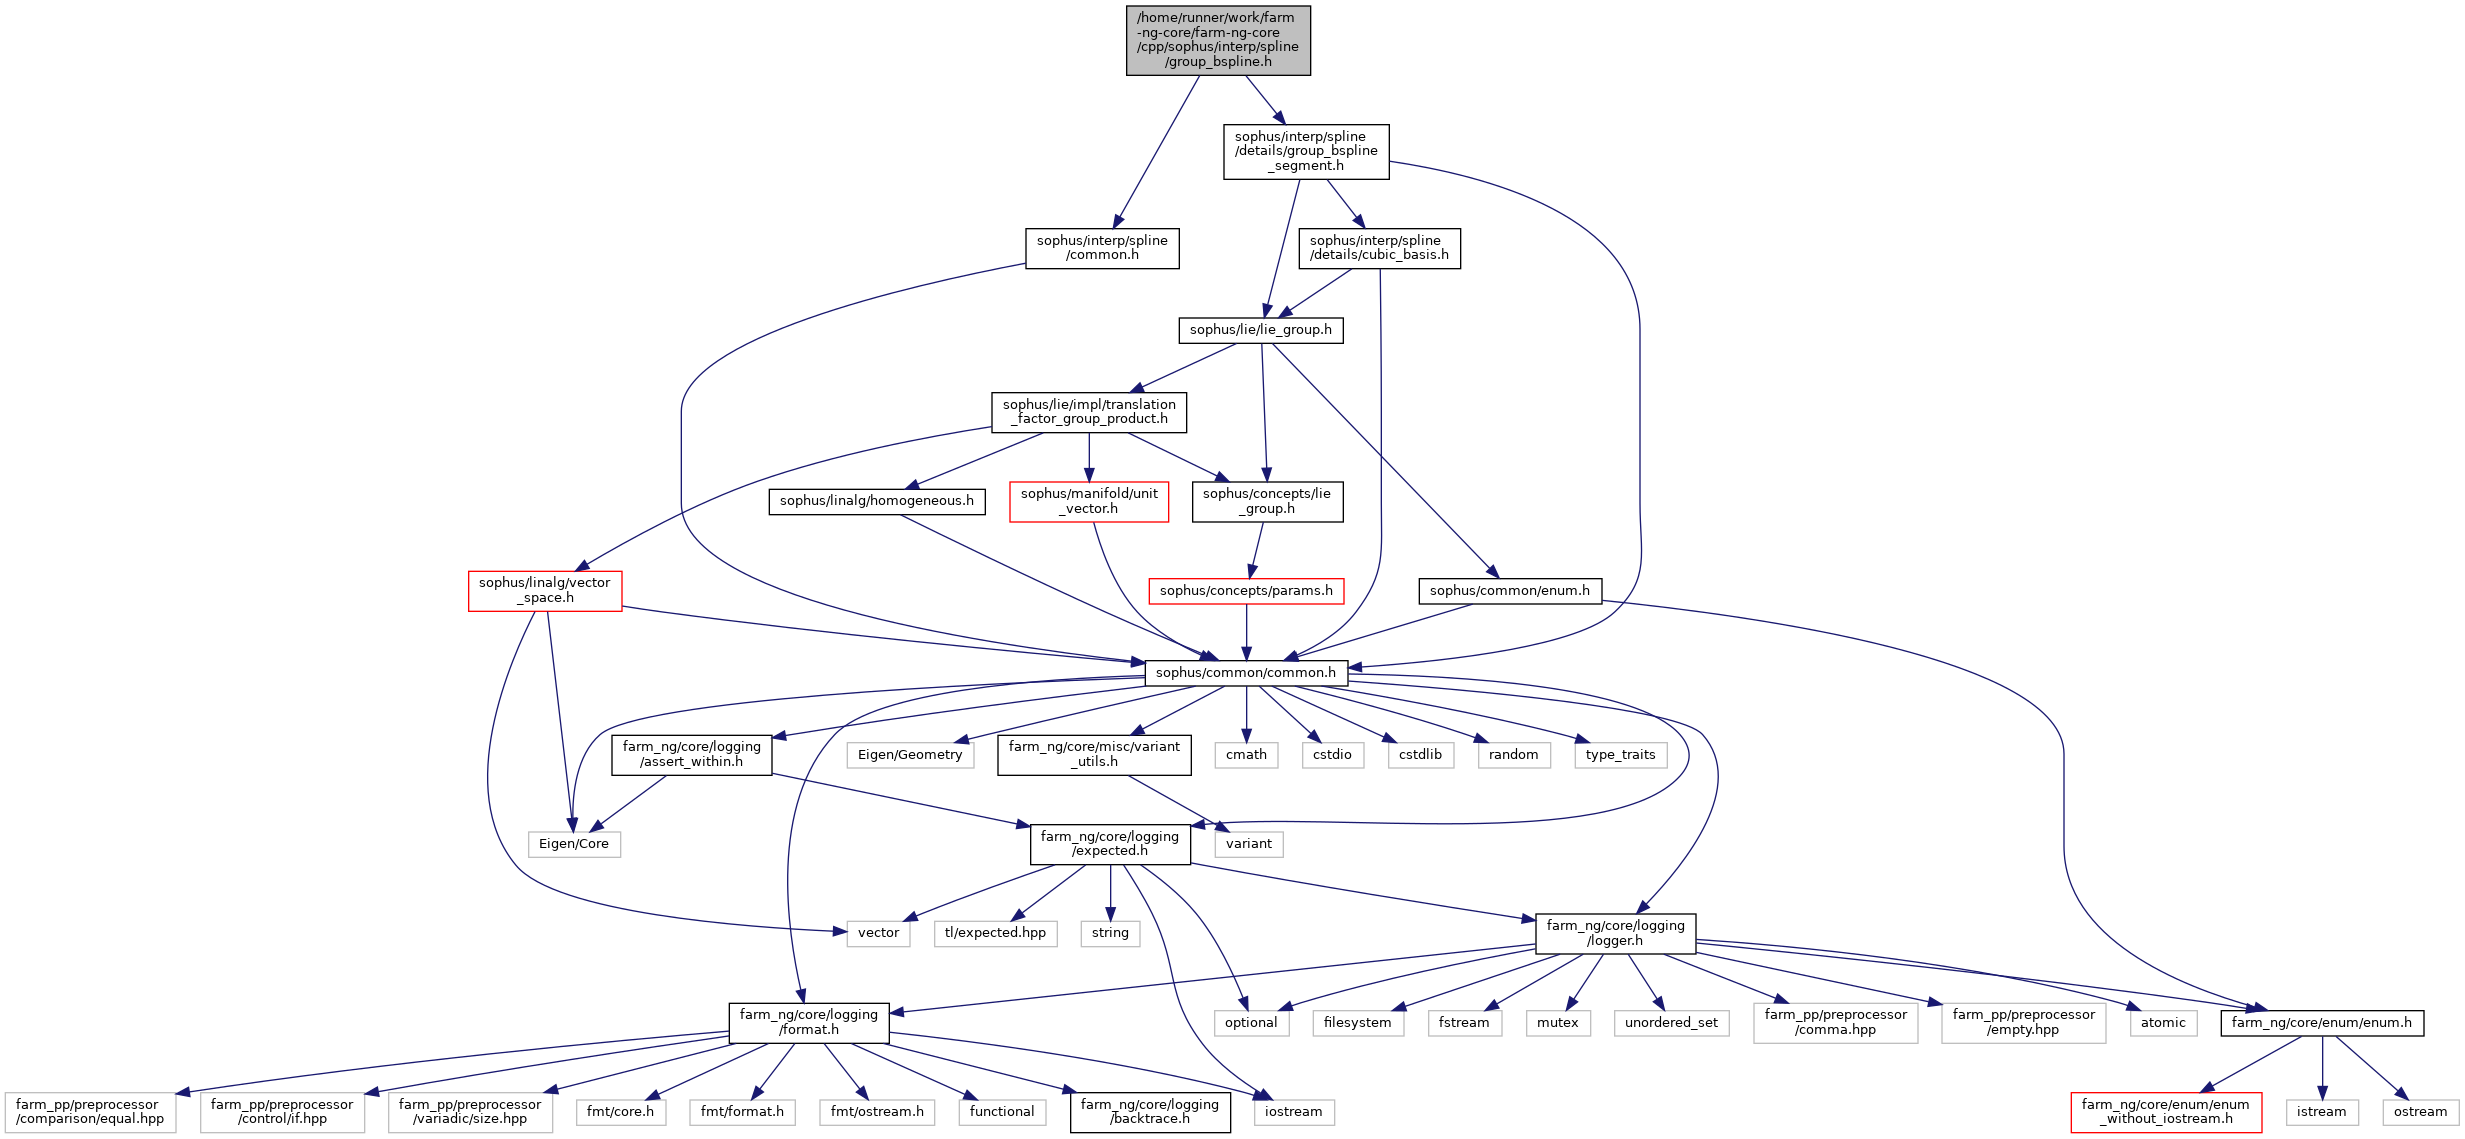 /home/runner/work/farm
-ng-core/farm-ng-core
/cpp/sophus/interp/spline
/group_bspline.h
sophus/interp/spline
/details/group_bspline
_segment.h
sophus/interp/spline
/common.h
sophus/interp/spline
/details/cubic_basis.h
sophus/lie/lie_group.h
sophus/lie/impl/translation
_factor_group_product.h
sophus/linalg/homogeneous.h
sophus/manifold/unit
_vector.h
sophus/concepts/lie
_group.h
sophus/linalg/vector
_space.h
sophus/concepts/params.h
sophus/common/enum.h
sophus/common/common.h
farm_ng/core/logging
/assert_within.h
Eigen/Geometry
farm_ng/core/misc/variant
_utils.h
cmath
cstdio
cstdlib
random
type_traits
Eigen/Core
farm_ng/core/logging
/expected.h
variant
vector
tl/expected.hpp
string
farm_ng/core/logging
/logger.h
farm_ng/core/logging
/format.h
optional
filesystem
fstream
mutex
unordered_set
farm_pp/preprocessor
/comma.hpp
farm_pp/preprocessor
/empty.hpp
atomic
farm_ng/core/enum/enum.h
farm_pp/preprocessor
/comparison/equal.hpp
farm_pp/preprocessor
/control/if.hpp
farm_pp/preprocessor
/variadic/size.hpp
fmt/core.h
fmt/format.h
fmt/ostream.h
functional
farm_ng/core/logging
/backtrace.h
iostream
farm_ng/core/enum/enum
_without_iostream.h
istream
ostream